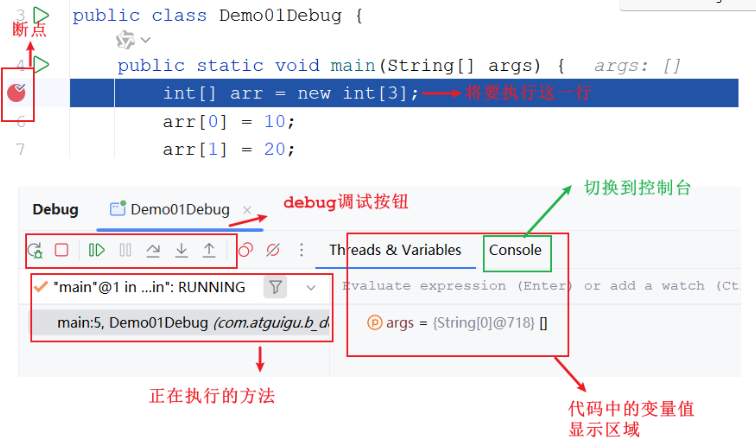 3 public class Demo01Debug {
断点
4 public static void main(String[] args) { args: []
int[] arr = new int[3]; 将要执行这一行
6 arr[0] = 10;
7 arr[1] = 20;
切换到控制台
Debug Demo01Debug × debug调试按钮
Threads & Variables Console
"main"@1 in ...in": RUNNING
Evaluate expression (Enter) or add a watch (Ct
main:5, Demo01Debug (com.atguigu.b_d
args = {String[0]@718} []
正在执行的方法
代码中的变量值
显示区域